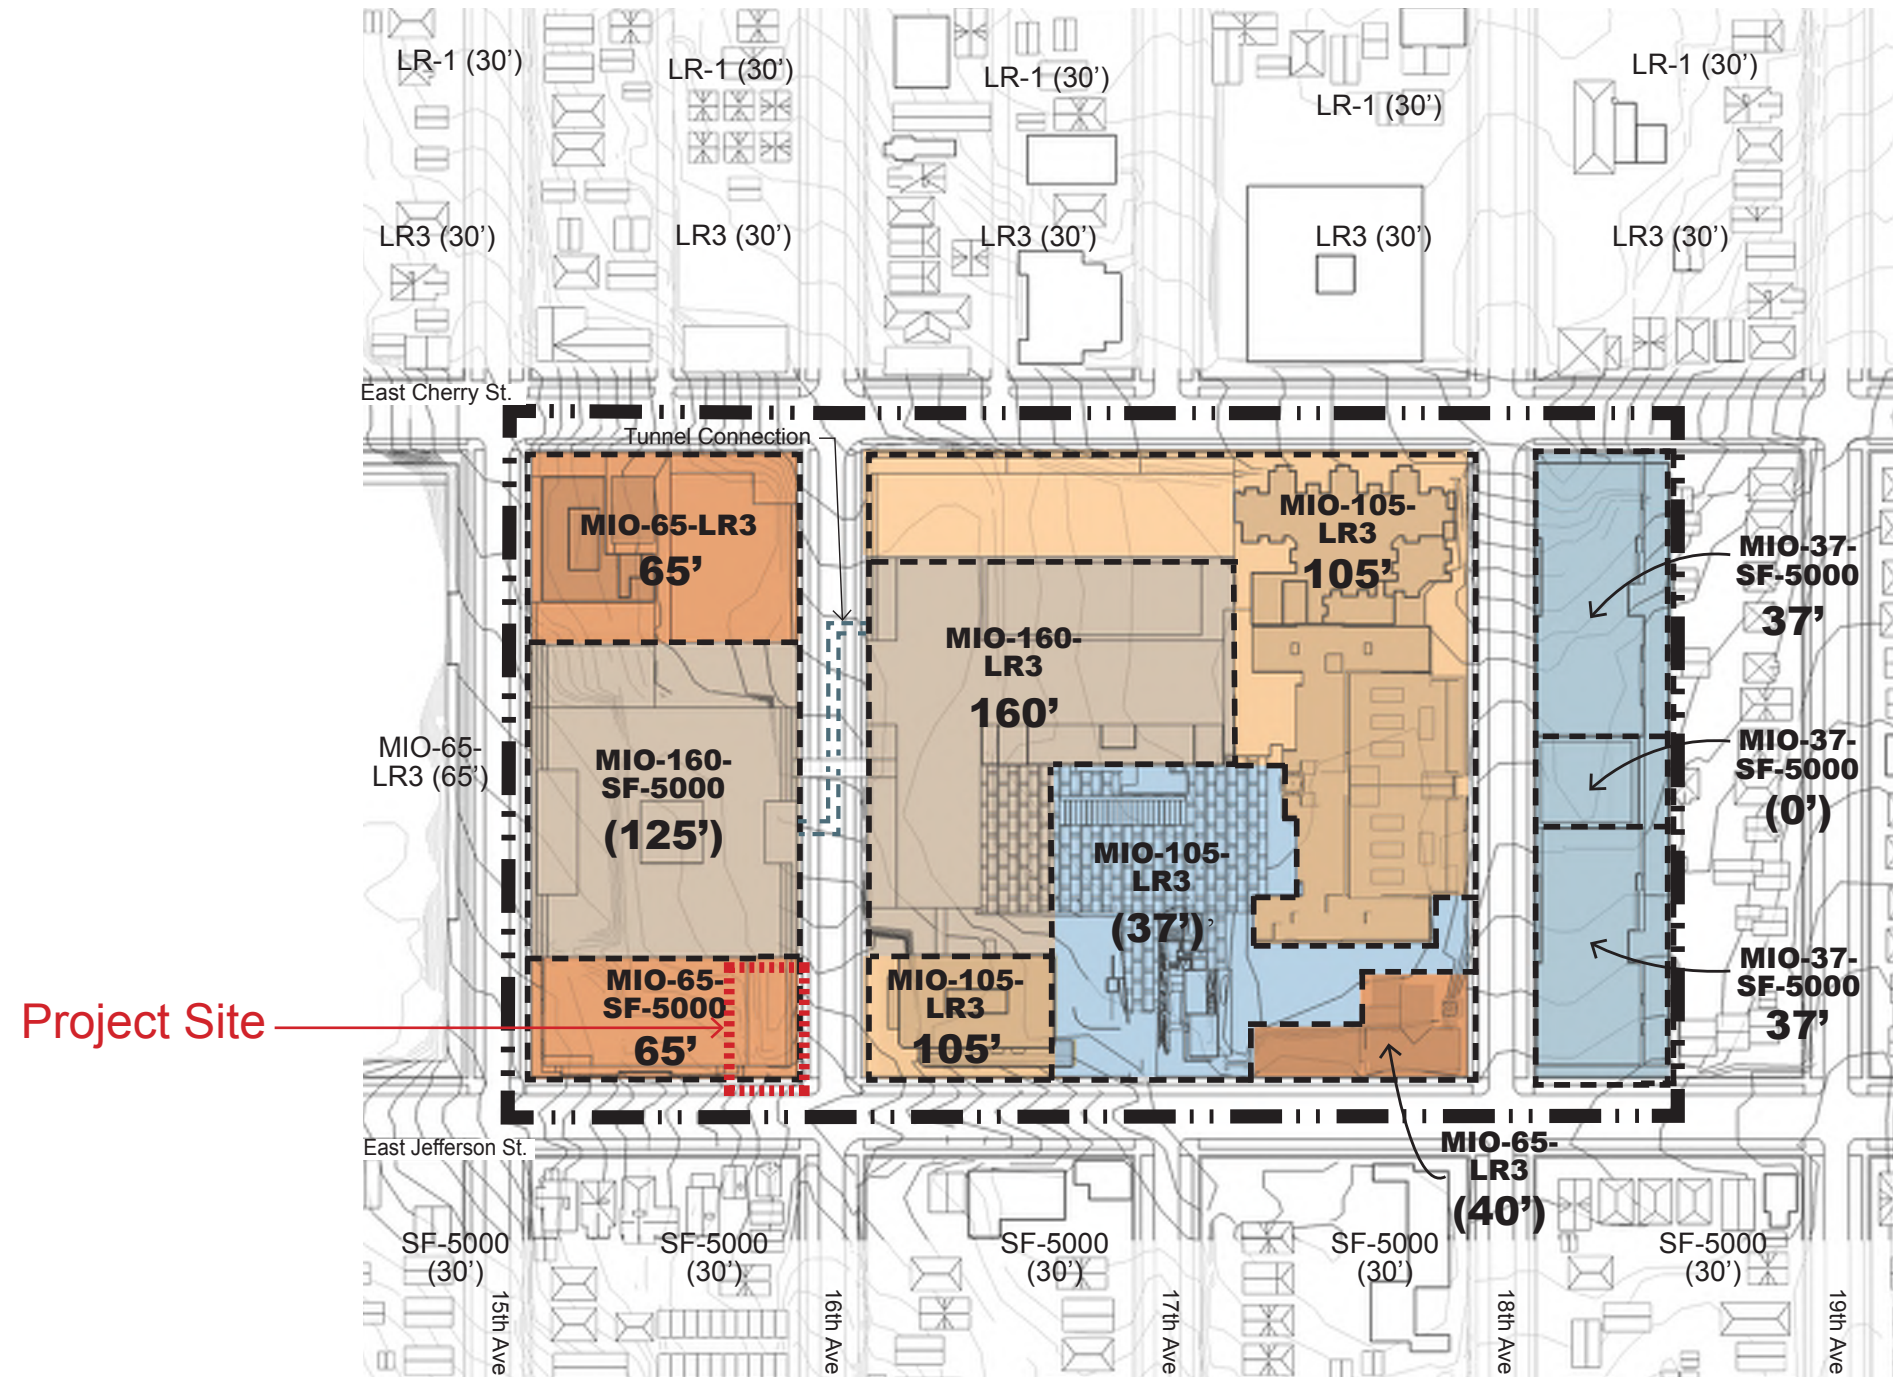 LR-1 (30’)
LR-1 (30’)
LR-1 (30’)
LR-1 (30’)
LR-1 (30’)
LR3 (30’)
LR3 (30’)
LR3 (30’)
LR3 (30’)
LR3 (30’)
East Cherry St.
Tunnel Connection
MIO-65-LR3
65’
MIO-105-
LR3
105’
MIO-37-
SF-5000
37’
MIO-160-
LR3
160’
MIO-65-
LR3 (65’)
MIO-160-
SF-5000
(125’)
MIO-37-
SF-5000
(0’)
MIO-105-
LR3
(37’)’
MIO-65-
SF-5000
65’
MIO-105-
LR3
105’
MIO-37-
SF-5000
37’
Project Site
East Jefferson St.
MIO-65-
LR3
(40’)
SF-5000
(30’)
SF-5000
(30’)
SF-5000
(30’)
SF-5000
(30’)
SF-5000
(30’)
15th Ave
16th Ave
17th Ave
18th Ave
19th Ave